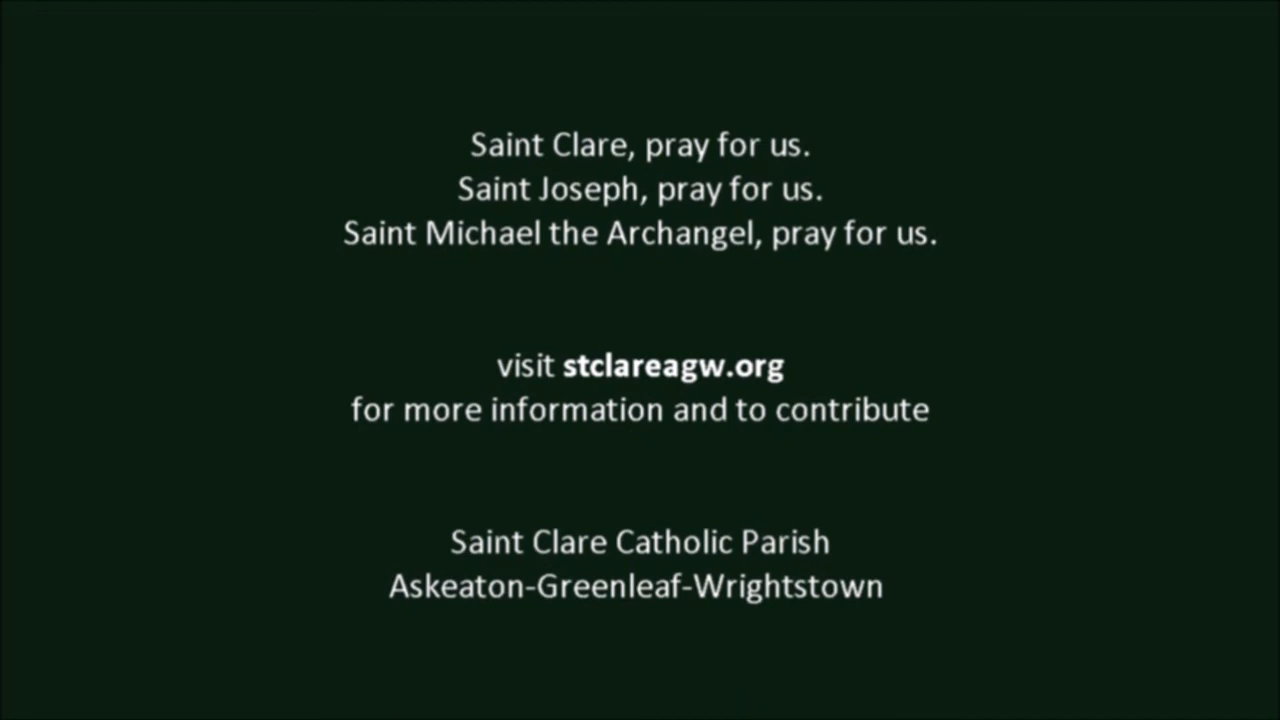 Saint Clare, pray for us.
Saint Joseph, pray for us.
Saint Michael the Archangel, pray for us.
visit stclareagw.org
for more information and to contribute
Saint Clare Catholic Parish
Askeaton-Greenleaf-Wrightstown